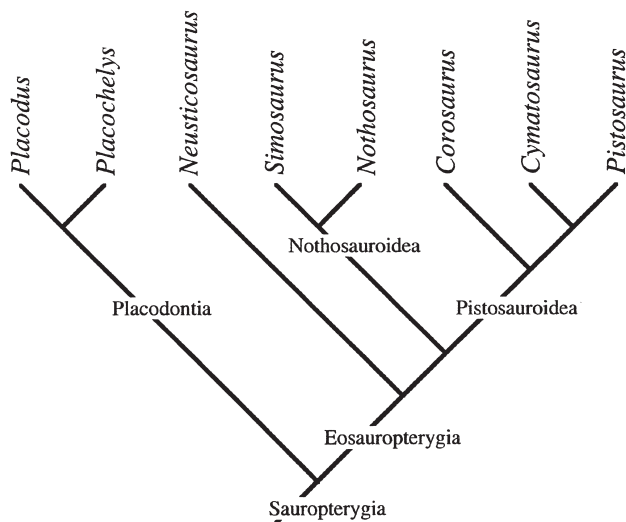 Placodus
Placochelys
Neusticosaurus
Simosaurus
Nothosaurus
Corosaurus
Cymatosaurus
Pistosaurus
Nothosauroidea
Placodontia
Pistosauroidea
Eosauropterygia
Sauropterygia